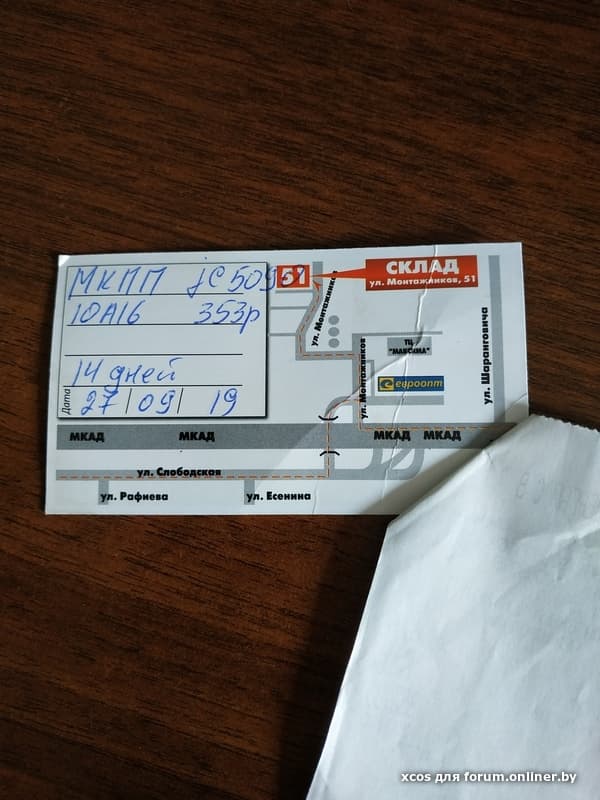 МКПП JC5090
51
10A16 353р
14 дней
Дата 27 09 19
СКЛАД
ул. Монтажников, 51
ул. Монтажников
ТЦ
"МАКСИМА"
евроопт
ул. Монтажников
ул. Шаранговича
МКАД МКАД МКАД МКАД
ул. Слободская
ул. Рафиева ул. Есенина
xcos для forum.onliner.by